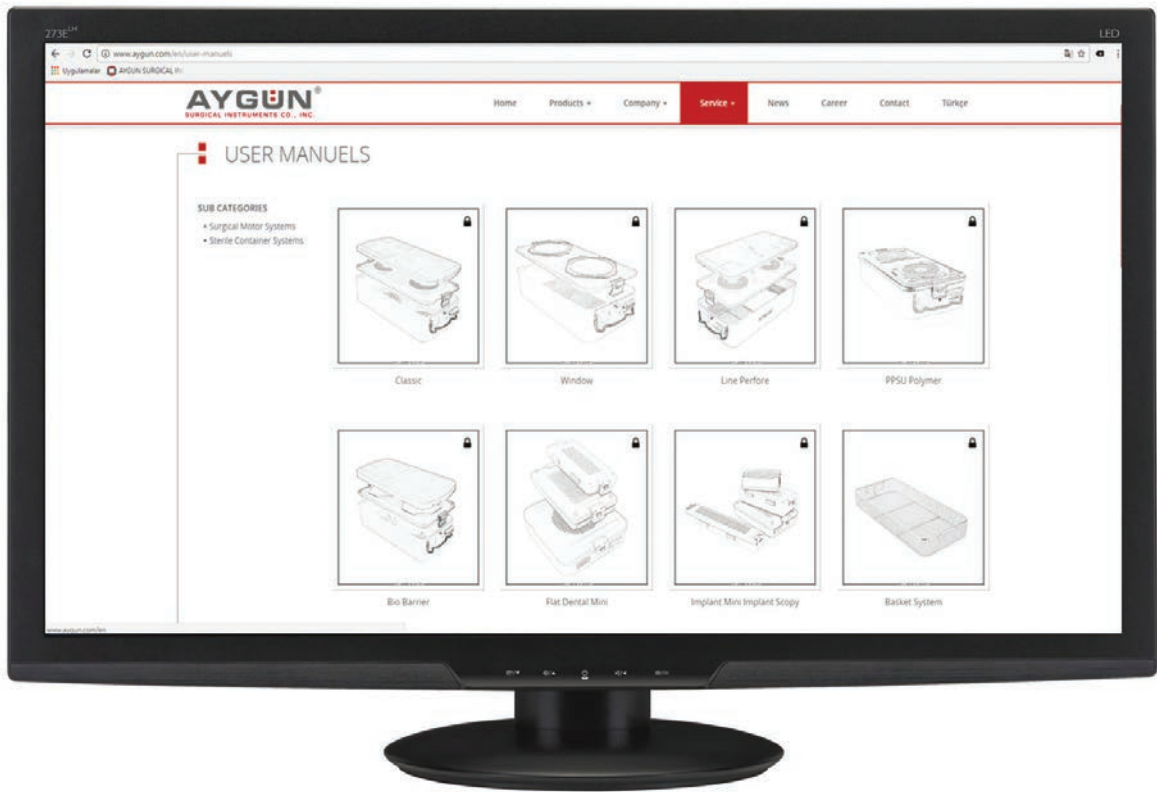 273E LH
LED
www.aygun.com/en/user-manuels
Uygulamalar AYGUN SURGICAL IN
AYGÜN®
SURGICAL INSTRUMENTS CO., INC.
Home Products + Company + Service + News Career Contact Türkçe
USER MANUELS
SUB CATEGORIES
• Surgical Motor Systems
• Sterile Container Systems
Classic Window Line Perfore PPSU Polymer
Bio Barrier Flat Dental Mini Implant Mini Implant Scopy Basket System
www.aygun.com/en